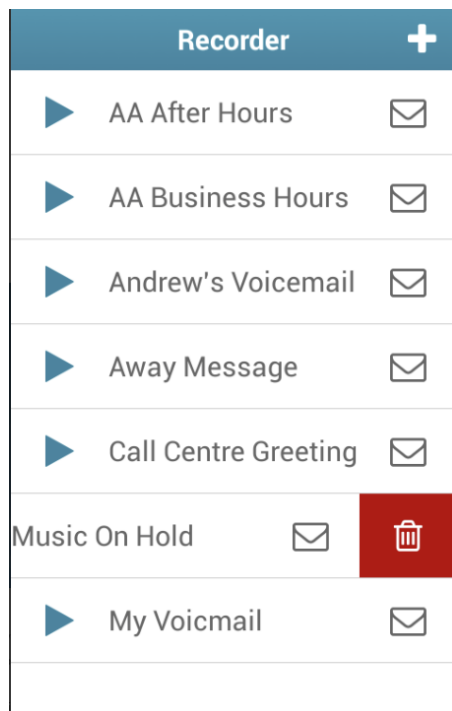 Recorder
AA After Hours
AA Business Hours
Andrew's Voicemail
Away Message
Call Centre Greeting
Music On Hold
My Voicmail